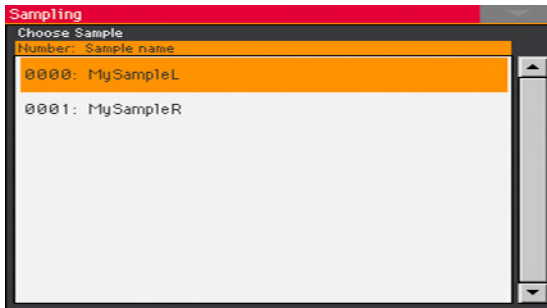 Sampling
Choose Sample
Number: Sample name
0000: MySampleL
0001: MySampleR